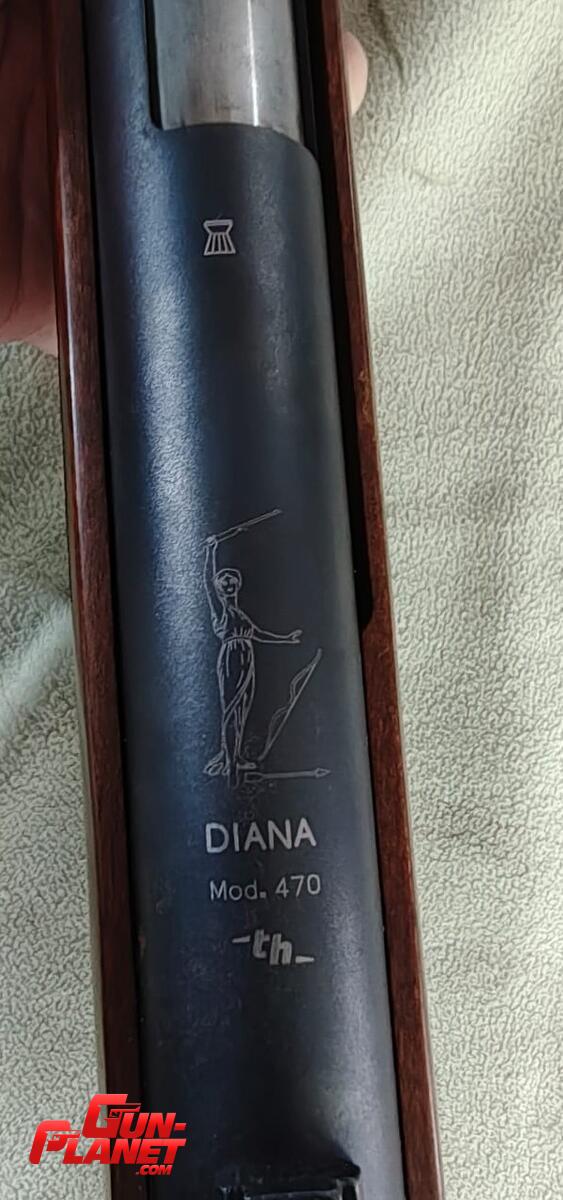 DIANA
Mod. 470
-th-
GUN-
PLANET
.COM